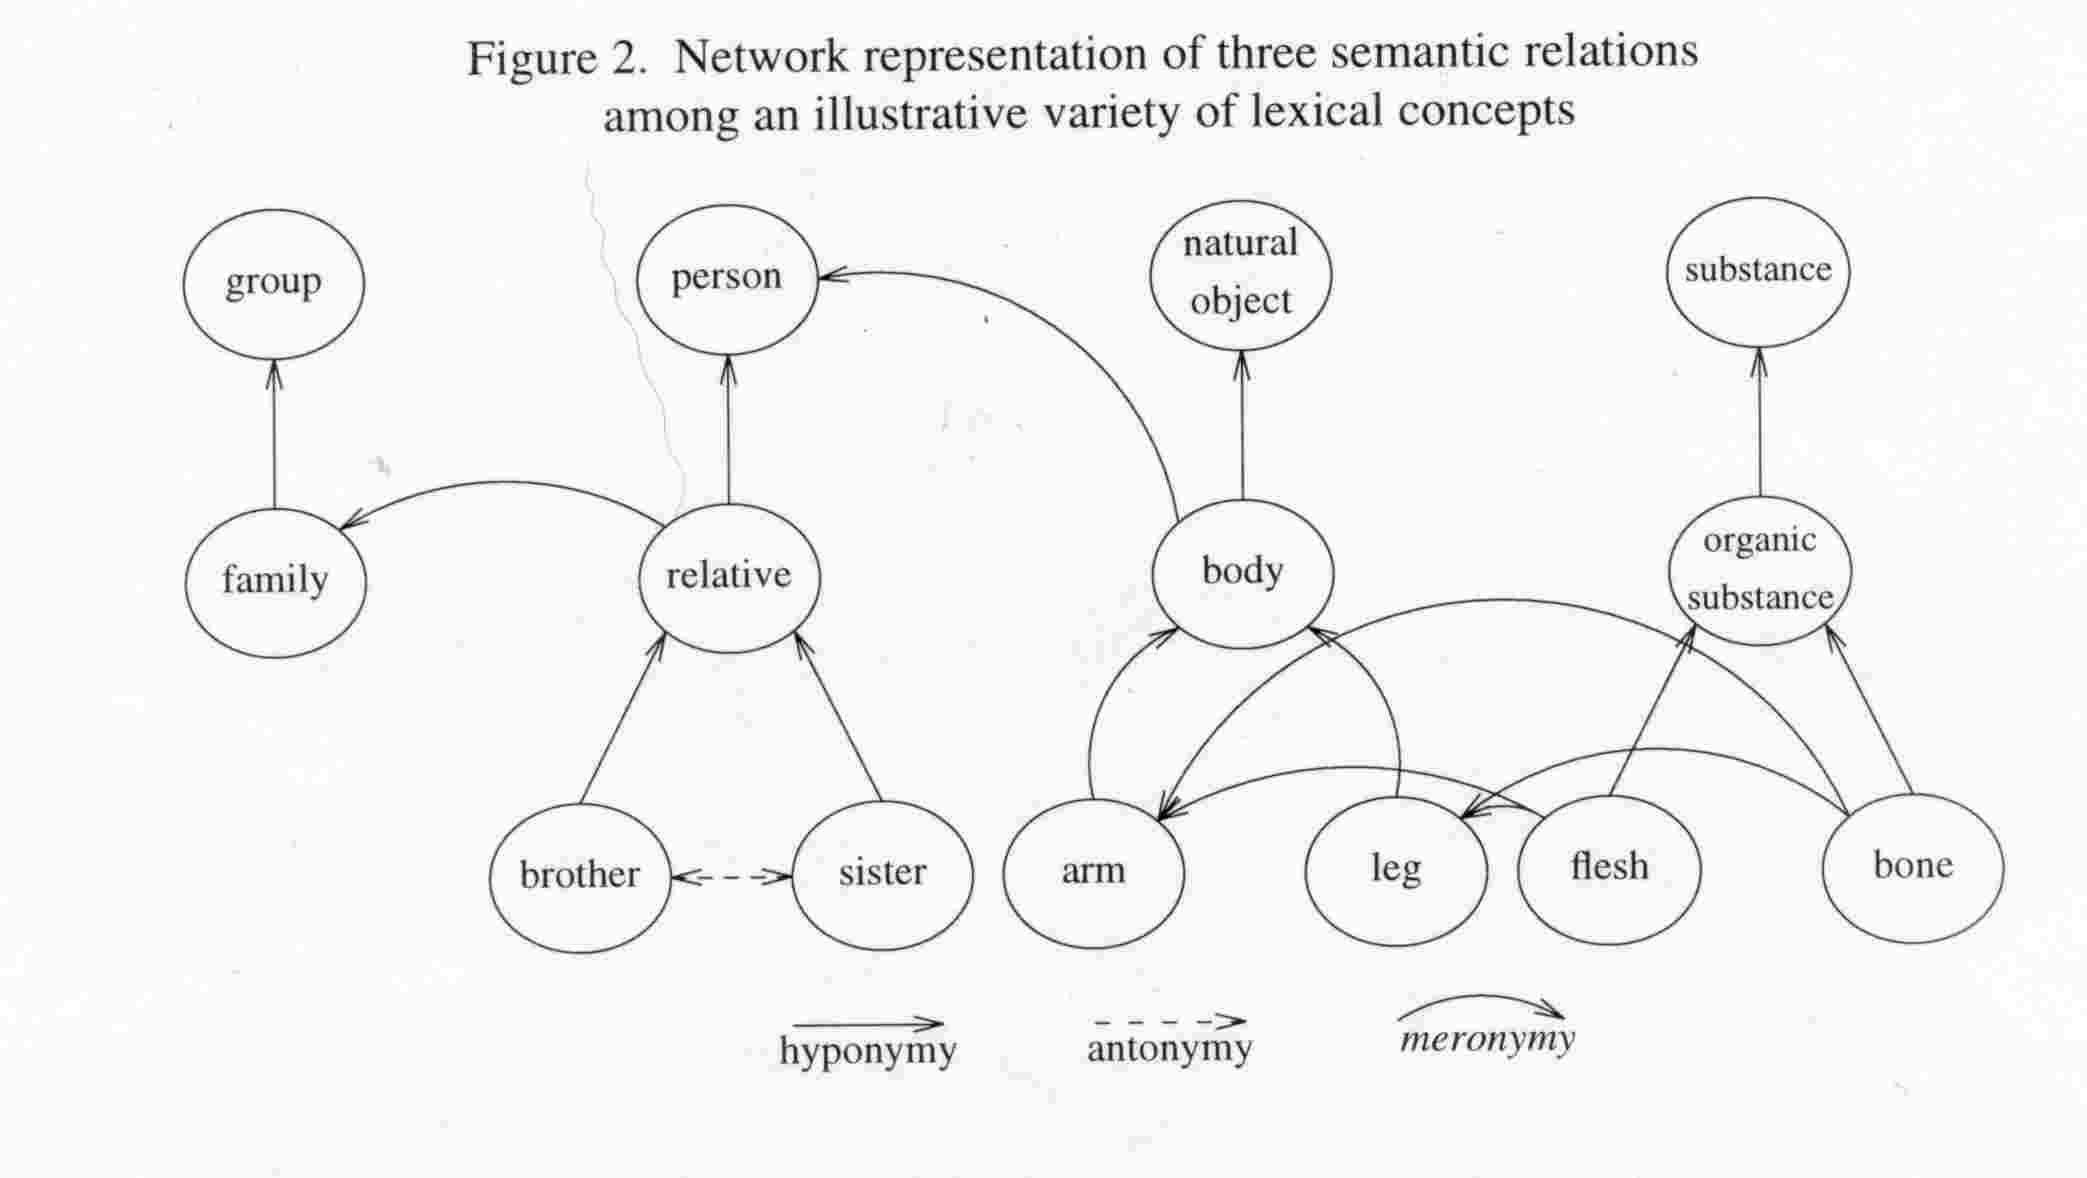 Figure 2. Network representation of three semantic relations
among an illustrative variety of lexical concepts
group
person
natural
object
substance
family
relative
body
organic
substance
brother
sister
arm
leg
flesh
bone
hyponymy
antonymy
meronymy